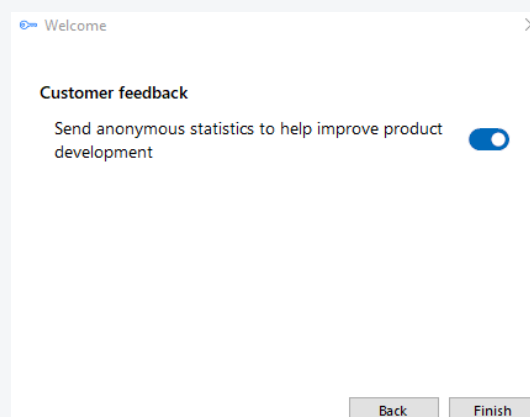 Welcome
Customer feedback
Send anonymous statistics to help improve product
development
Back
Finish